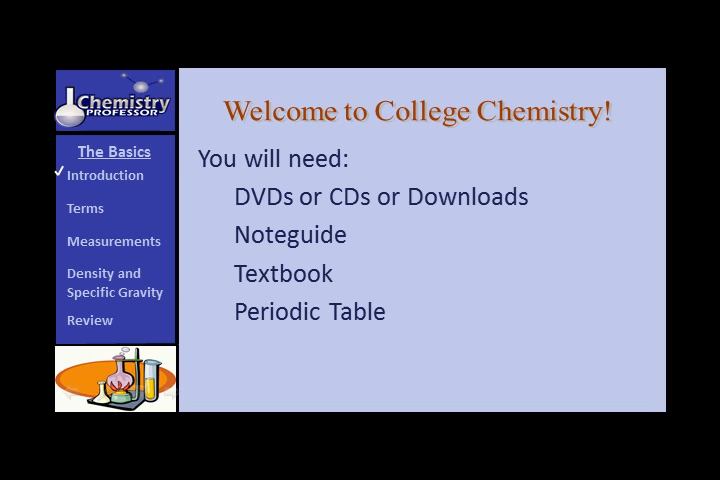 Chemistry
PROFESSOR
The Basics
Introduction
Terms
Measurements
Density and
Specific Gravity
Review
Welcome to College Chemistry!
You will need:
DVDs or CDs or Downloads
Noteguide
Textbook
Periodic Table